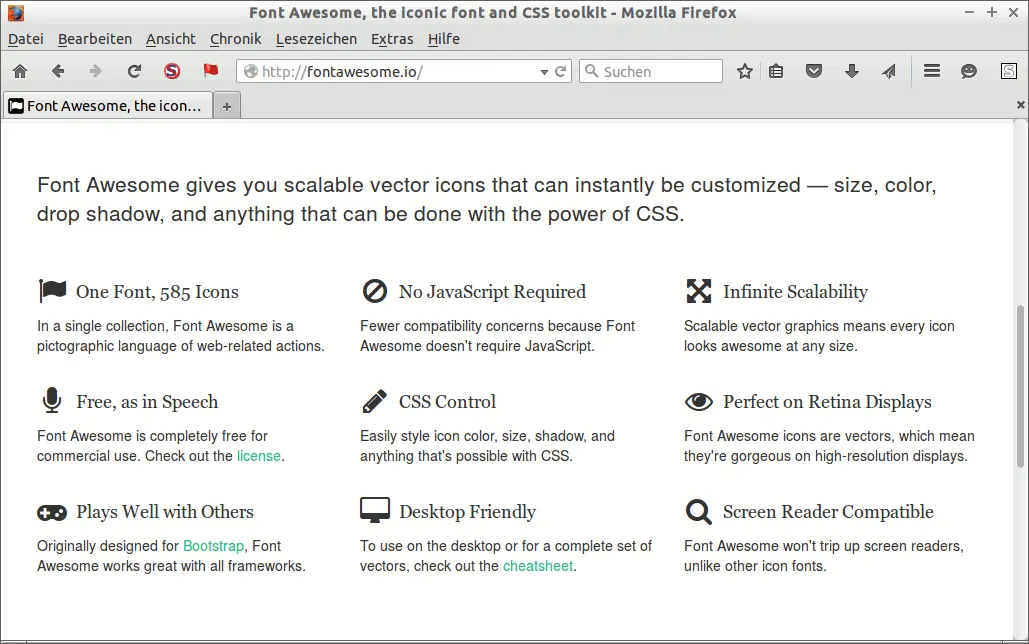 Font Awesome, the iconic font and CSS toolkit - Mozilla Firefox
Datei Bearbeiten Ansicht Chronik Lesezeichen Extras Hilfe
http://fontawesome.io/ Suchen
Font Awesome, the icon...
Font Awesome gives you scalable vector icons that can instantly be customized — size, color,
drop shadow, and anything that can be done with the power of CSS.
One Font, 585 Icons
In a single collection, Font Awesome is a
pictographic language of web-related actions.
No JavaScript Required
Fewer compatibility concerns because Font
Awesome doesn't require JavaScript.
Infinite Scalability
Scalable vector graphics means every icon
looks awesome at any size.
Free, as in Speech
Font Awesome is completely free for
commercial use. Check out the license.
CSS Control
Easily style icon color, size, shadow, and
anything that's possible with CSS.
Perfect on Retina Displays
Font Awesome icons are vectors, which mean
they're gorgeous on high-resolution displays.
Plays Well with Others
Originally designed for Bootstrap, Font
Awesome works great with all frameworks.
Desktop Friendly
To use on the desktop or for a complete set of
vectors, check out the cheatsheet.
Screen Reader Compatible
Font Awesome won't trip up screen readers,
unlike other icon fonts.